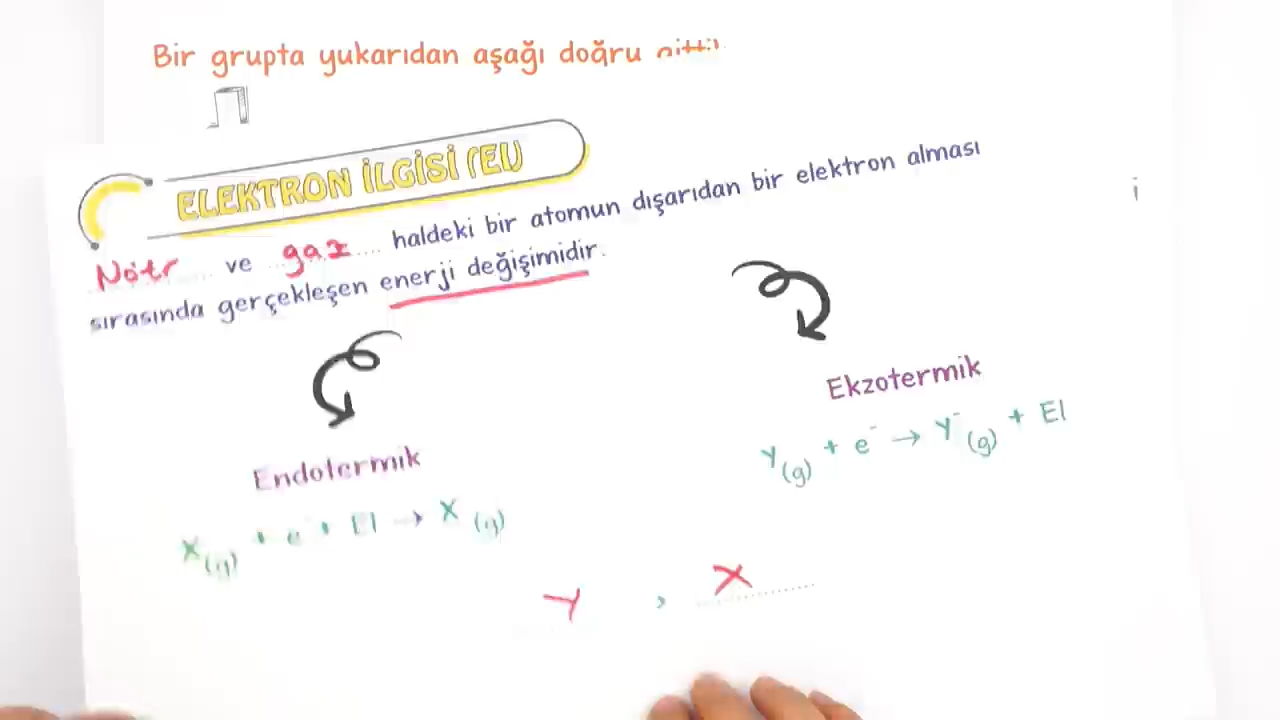 Bir grupta yukarıdan aşağı doğru
ELEKTRON İLGİSİ (EI)
Nötr ve gaz haldeki bir atomun dışarıdan bir elektron alması
sırasında gerçekleşen enerji değişimidir.
Ekzotermik
Y(g) + e⁻ → Y⁻(g) + EI
Endotermik
X(g) + e + EI → X (g)
Y > X